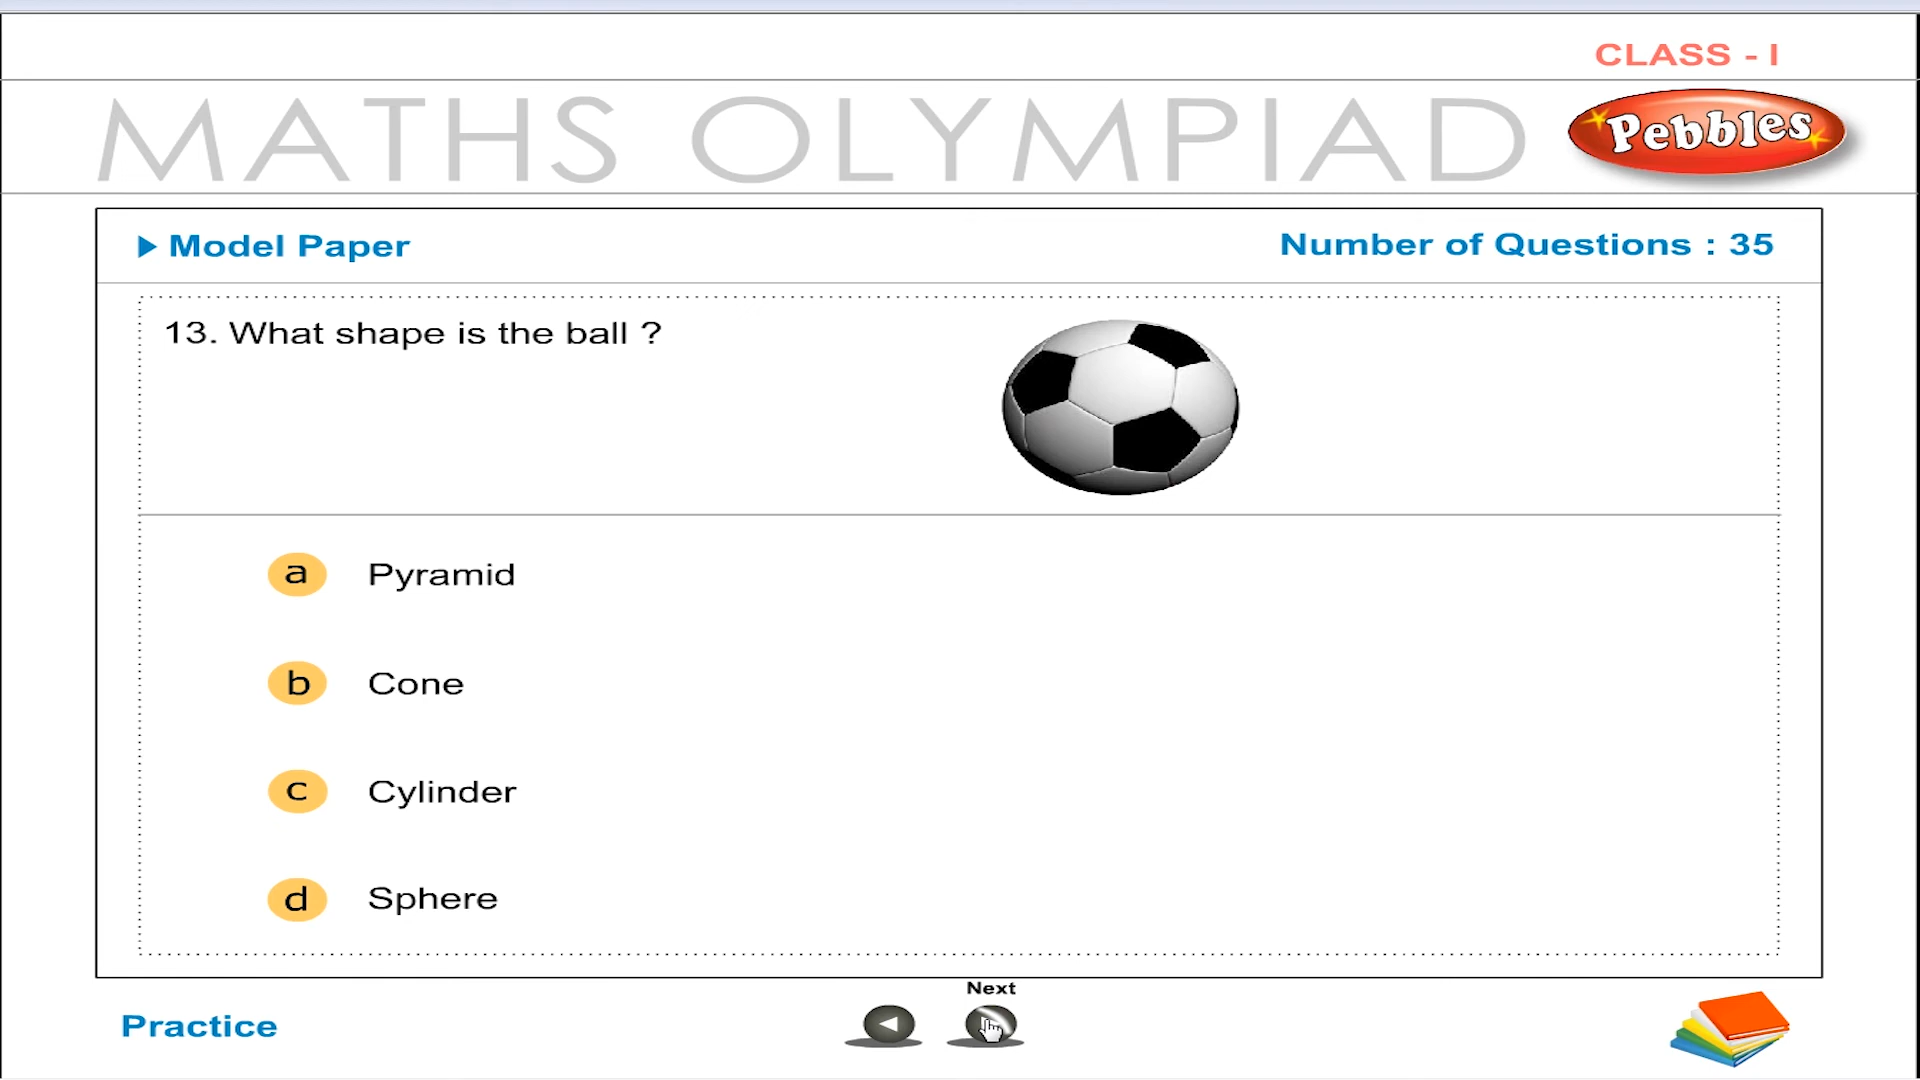 CLASS - I
MATHS OLYMPIAD
Pebbles
Model Paper
Number of Questions : 35
13. What shape is the ball ?
a Pyramid
b Cone
c Cylinder
d Sphere
Next
Practice